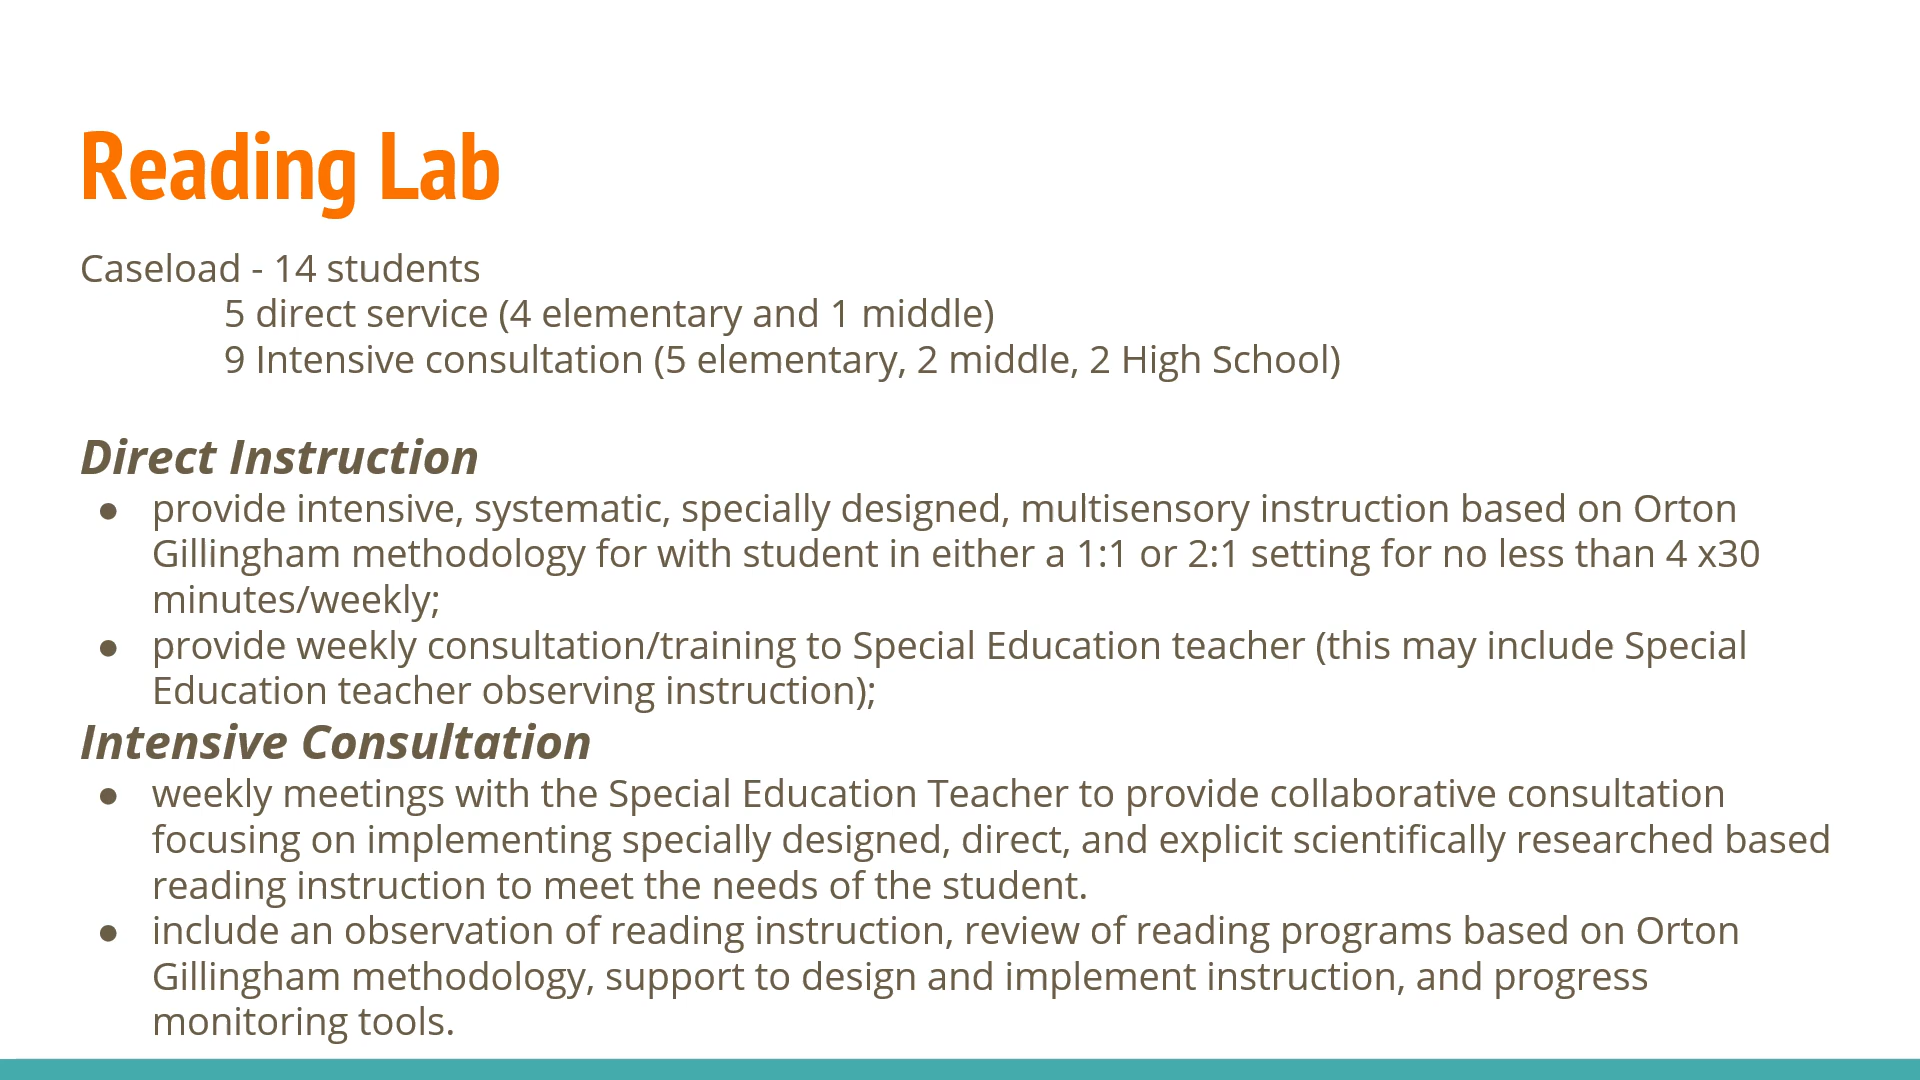 Reading Lab
Caseload - 14 students
5 direct service (4 elementary and 1 middle)
9 Intensive consultation (5 elementary, 2 middle, 2 High School)
Direct Instruction
● provide intensive, systematic, specially designed, multisensory instruction based on Orton
Gillingham methodology for with student in either a 1:1 or 2:1 setting for no less than 4 x30
minutes/weekly;
● provide weekly consultation/training to Special Education teacher (this may include Special
Education teacher observing instruction);
Intensive Consultation
● weekly meetings with the Special Education Teacher to provide collaborative consultation
focusing on implementing specially designed, direct, and explicit scientifically researched based
reading instruction to meet the needs of the student.
● include an observation of reading instruction, review of reading programs based on Orton
Gillingham methodology, support to design and implement instruction, and progress
monitoring tools.